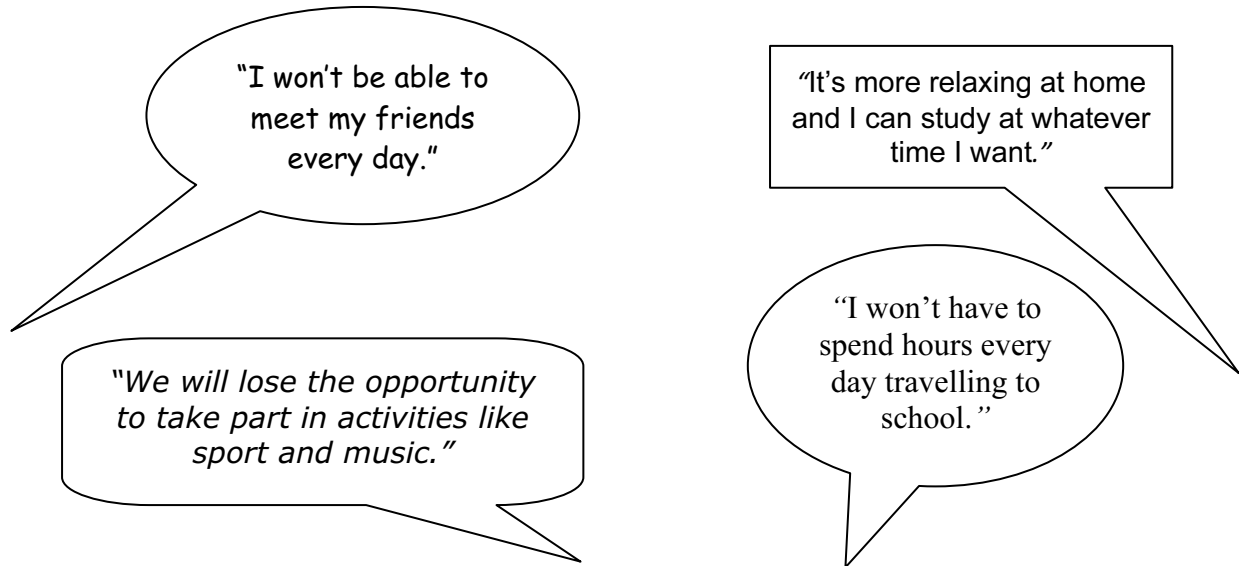 "I won't be able to
meet my friends
every day."
"It's more relaxing at home
and I can study at whatever
time I want."
"We will lose the opportunity
to take part in activities like
sport and music."
"I won't have to
spend hours every
day travelling to
school."